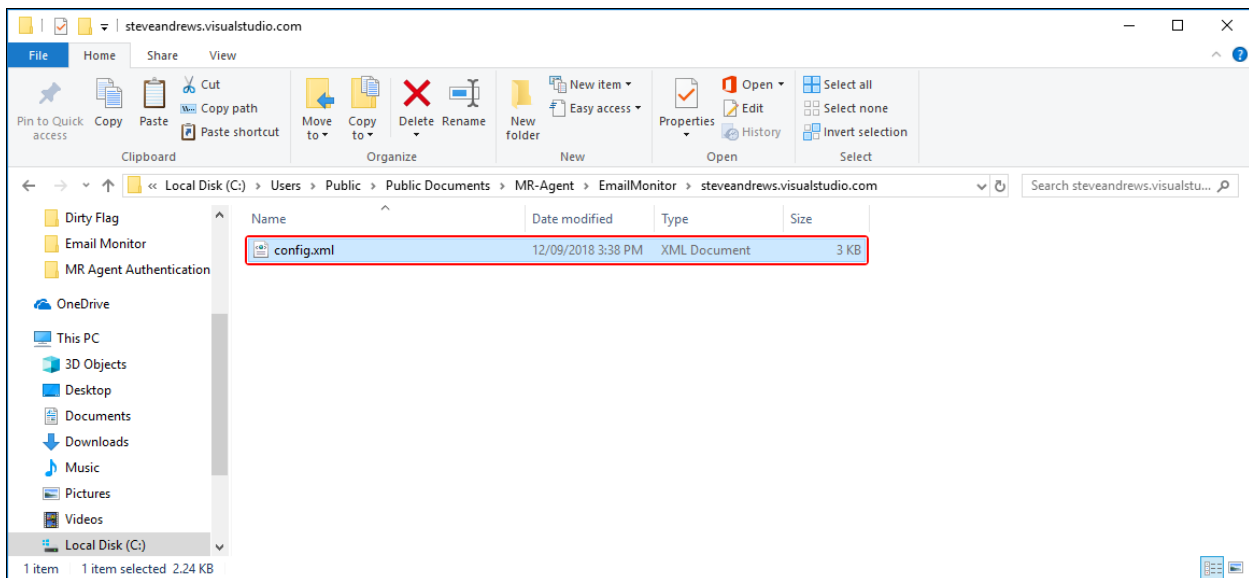 steveandrews.visualstudio.com
File Home Share View
Pin to Quick access
Copy
Paste
Cut
Copy path
Paste shortcut
Clipboard
Move to
Copy to
Delete
Rename
Organize
New folder
New item
Easy access
New
Properties
Open
Edit
History
Open
Select all
Select none
Invert selection
Select
« Local Disk (C:) > Users > Public > Public Documents > MR-Agent > EmailMonitor > steveandrews.visualstudio.com
Search steveandrews.visualstu...
Name Date modified Type Size
config.xml 12/09/2018 3:38 PM XML Document 3 KB
Dirty Flag
Email Monitor
MR Agent Authentication
OneDrive
This PC
3D Objects
Desktop
Documents
Downloads
Music
Pictures
Videos
Local Disk (C:)
1 item 1 item selected 2.24 KB